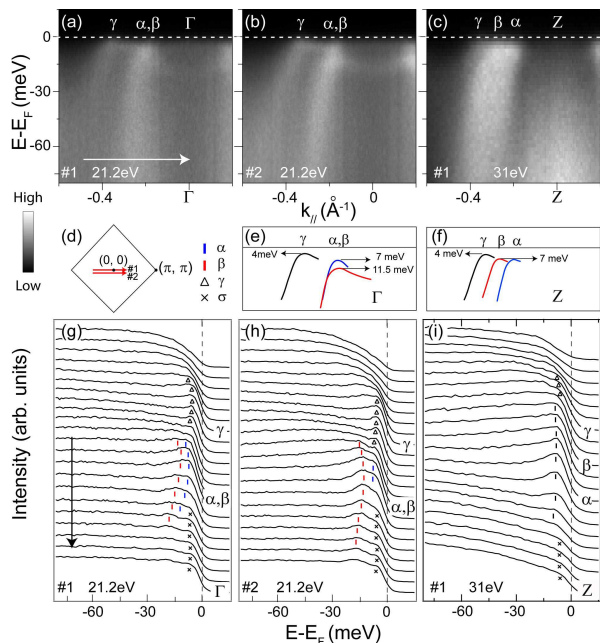 (a) γ α,β Γ
(b) γ α,β
(c) γ β α Z
E-E_F (meV)
0
-30
-60
#1 21.2eV Γ
#2 21.2eV
#1 31eV Z
-0.4 Γ
-0.4 0
-0.4 Z
k_// (Å⁻¹)
High
Low
(d)
(0, 0)
#1
#2
(π, π)
α
β
γ
σ
(e) γ α,β
4meV
7 meV
11.5 meV
Γ
(f) γ β α
4 meV
7 meV
Z
Intensity (arb. units)
(g)
γ
α,β
#1 21.2eV Γ
(h)
γ
α,β
#2 21.2eV
(i)
γ
β
α
#1 31eV Z
-60 -30 0
-60 -30 0
-60 -30 0
E-E_F (meV)